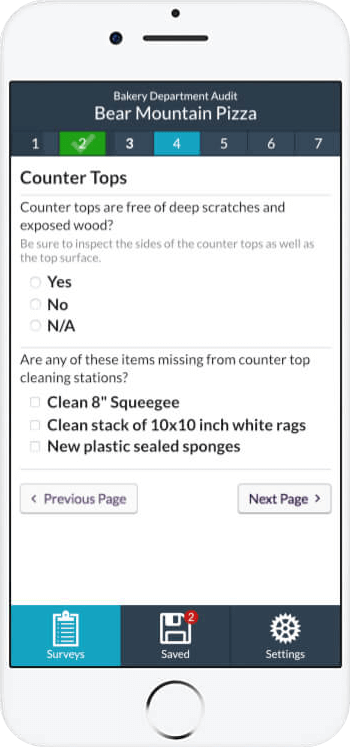 Bakery Department Audit
Bear Mountain Pizza
1 2 3 4 5 6 7
Counter Tops
Counter tops are free of deep scratches and
exposed wood?
Be sure to inspect the sides of the counter tops as well as
the top surface.
Yes
No
N/A
Are any of these items missing from counter top
cleaning stations?
Clean 8" Squeegee
Clean stack of 10x10 inch white rags
New plastic sealed sponges
< Previous Page Next Page >
2
Surveys Saved Settings